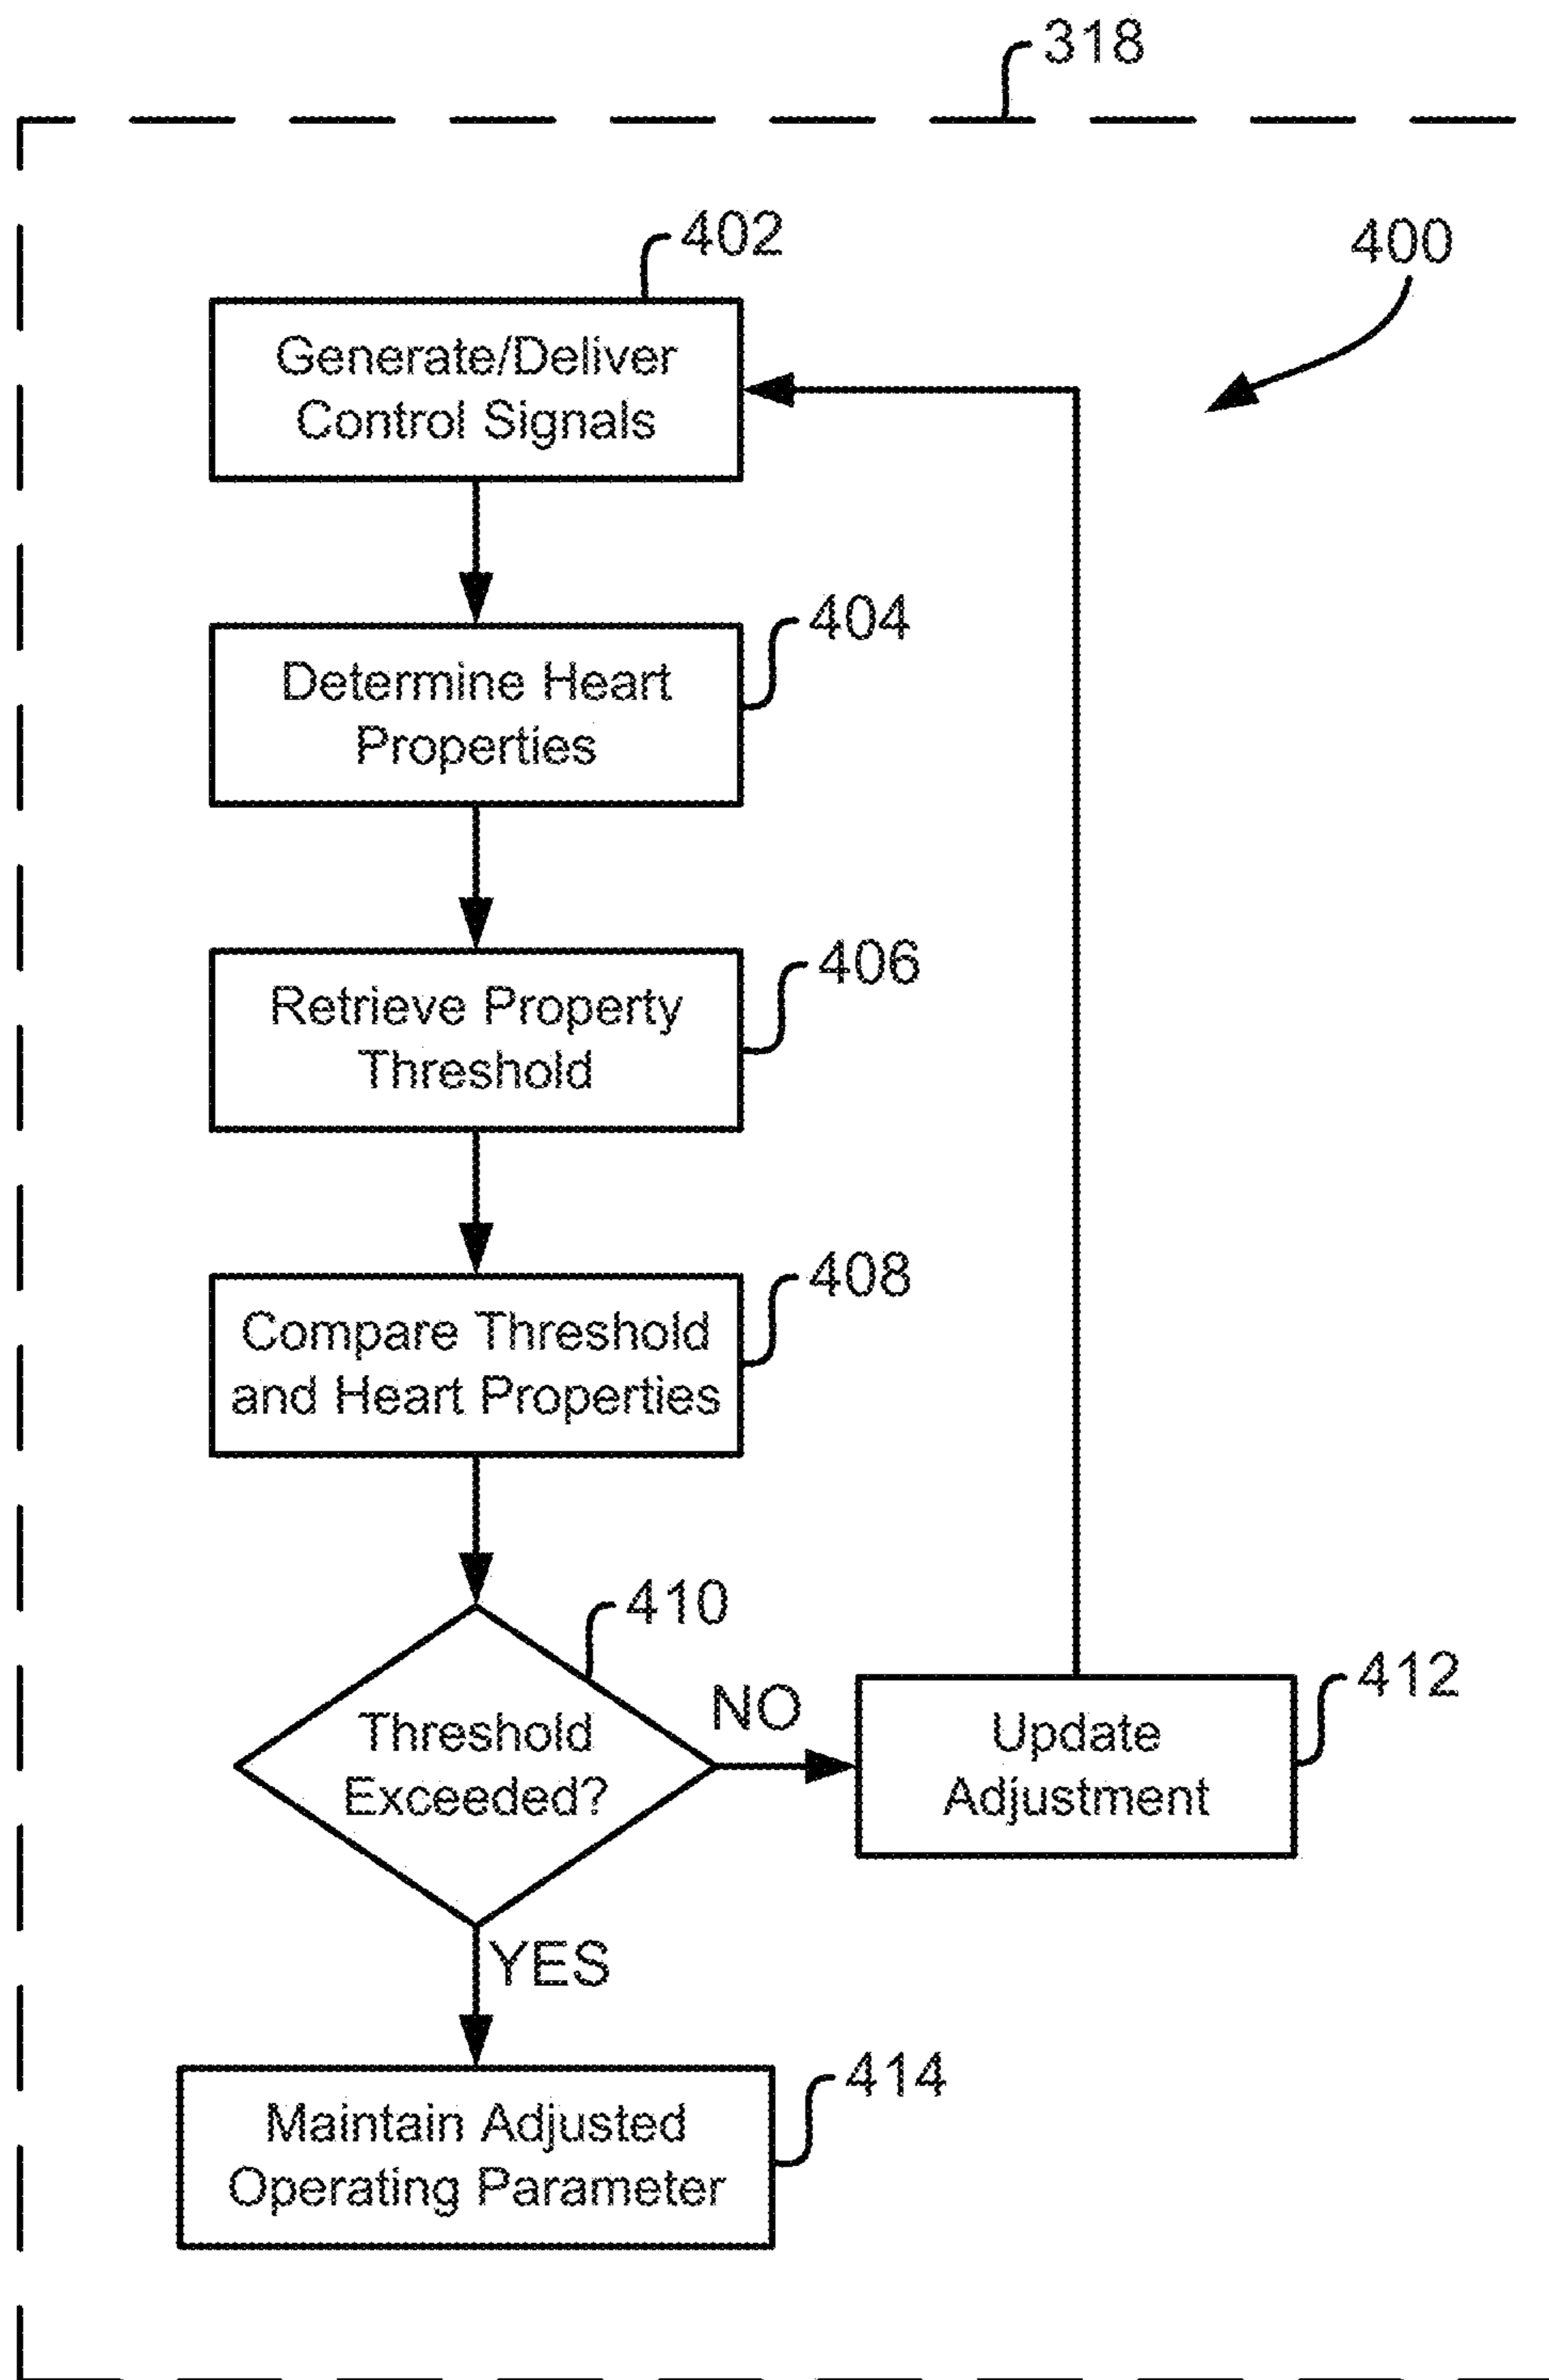 318
402
400
Generate/Deliver
Control Signals
404
Determine Heart
Properties
406
Retrieve Property
Threshold
408
Compare Threshold
and Heart Properties
410
Threshold
Exceeded?
NO
412
Update
Adjustment
YES
414
Maintain Adjusted
Operating Parameter